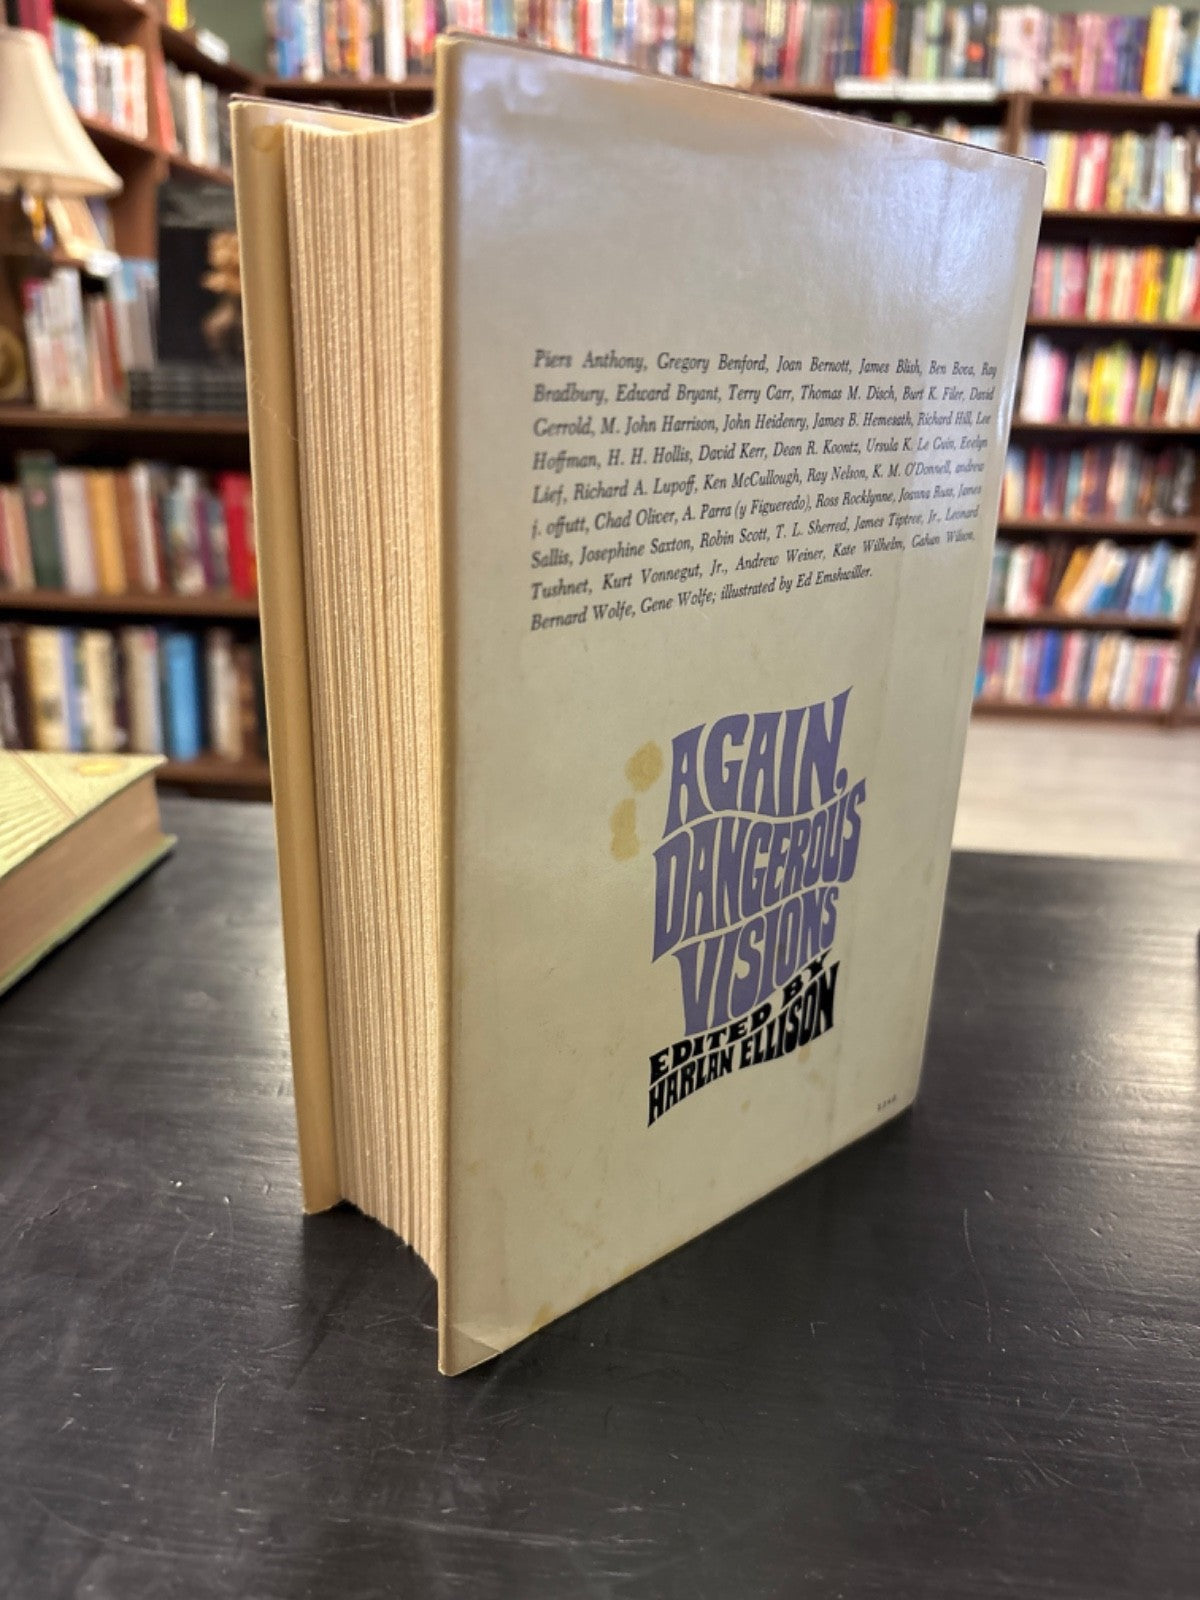 Piers Anthony, Gregory Benford, Joan Bernott, James Blish, Ben Bova, Ray
Bradbury, Edward Bryant, Terry Carr, Thomas M. Disch, Burt K. Filer, David
Gerrold, M. John Harrison, John Heidenry, James B. Hemesath, Richard Hill, Lee
Hoffman, H. H. Hollis, David Kerr, Dean R. Koontz, Ursula K. Le Guin, Evelyn
Lief, Richard A. Lupoff, Ken McCullough, Ray Nelson, K. M. O'Donnell, andrew
j. offutt, Chad Oliver, A. Parra (y Figueredo), Ross Rocklynne, Joanna Russ, James
Sallis, Josephine Saxton, Robin Scott, T. L. Sherred, James Tiptree, Jr., Leonard
Tushnet, Kurt Vonnegut, Jr., Andrew Weiner, Kate Wilhelm, Gahan Wilson,
Bernard Wolfe, Gene Wolfe; illustrated by Ed Emshwiller.
AGAIN,
DANGEROUS
VISIONS
EDITED BY
HARLAN ELLISON